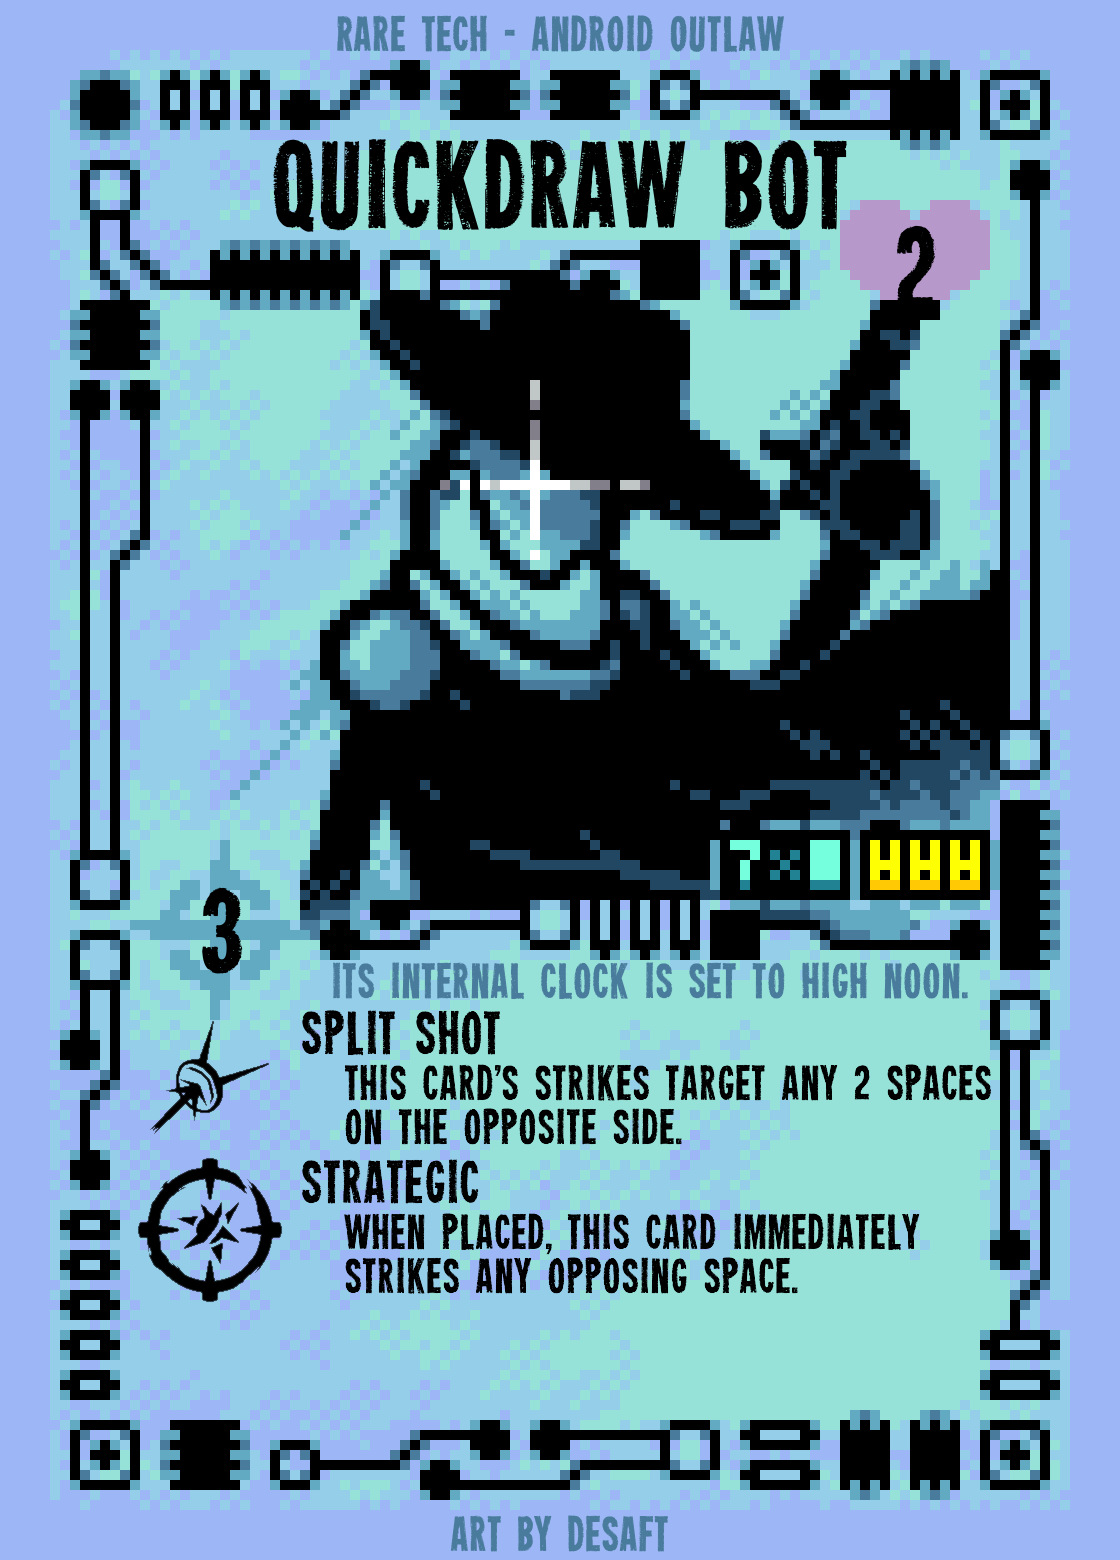 RARE TECH - ANDROID OUTLAW
QUICKDRAW BOT
2
7×
3
ITS INTERNAL CLOCK IS SET TO HIGH NOON.
SPLIT SHOT
THIS CARD'S STRIKES TARGET ANY 2 SPACES
ON THE OPPOSITE SIDE.
STRATEGIC
WHEN PLACED, THIS CARD IMMEDIATELY
STRIKES ANY OPPOSING SPACE.
ART BY DESAFT